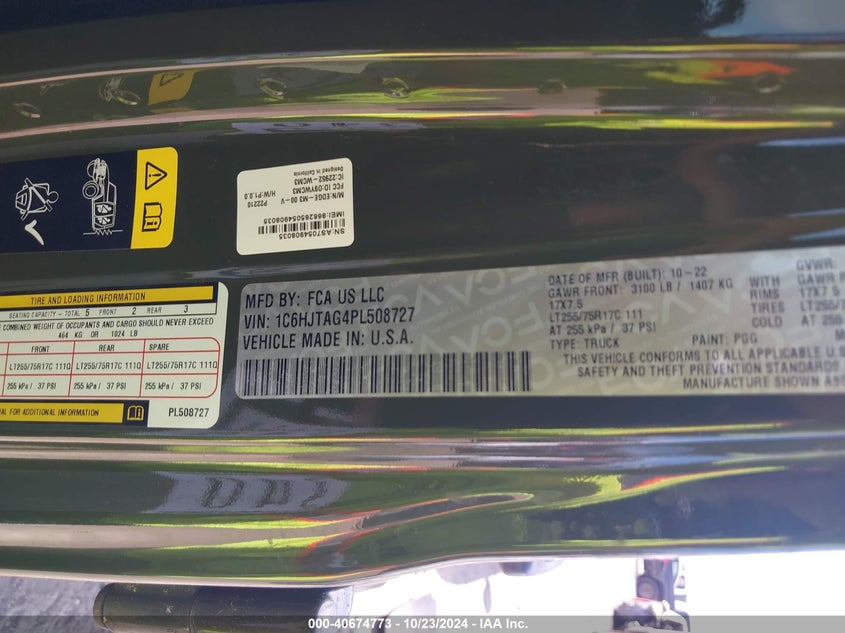 P22210
H/W:P1.0.0
SN:AS705490803S
M/N:EDGE-M3 00-V
FCC ID:O9YWCM3
IC:22952-WCM3
Designed in California
TIRE AND LOADING INFORMATION
SEATING CAPACITY - TOTAL 5 FRONT 2 REAR 3
E COMBINED WEIGHT OF OCCUPANTS AND CARGO SHOULD NEVER EXCEED
464 KG OR 1024 LB
FRONT REAR SPARE
LT255/75R17C 111Q LT255/75R17C 111Q LT255/75R17C 111Q
255 kPa / 37 PSI 255 kPa / 37 PSI 255 kPa / 37 PSI
FOR ADDITIONAL INFORMATION
PL508727
MFD BY: FCA US LLC
VIN: 1C6HJTAG4PL508727
VEHICLE MADE IN: U.S.A.
DATE OF MFR (BUILT): 10-22 GVWR:
GAWR FRONT: 3100 LB / 1407 KG WITH GAWR
17X7.5 RIMS 17X7.5
LT255/75R17C 111 TIRES LT255
AT 255 kPa / 37 PSI COLD AT 255
TYPE: TRUCK PAINT: PGG
THIS VEHICLE CONFORMS TO ALL APPLICABLE U.S.
SAFETY AND THEFT PREVENTION STANDARDS
MANUFACTURE SHOWN
© 40674773 - 10/23/2024 - IAA Inc.